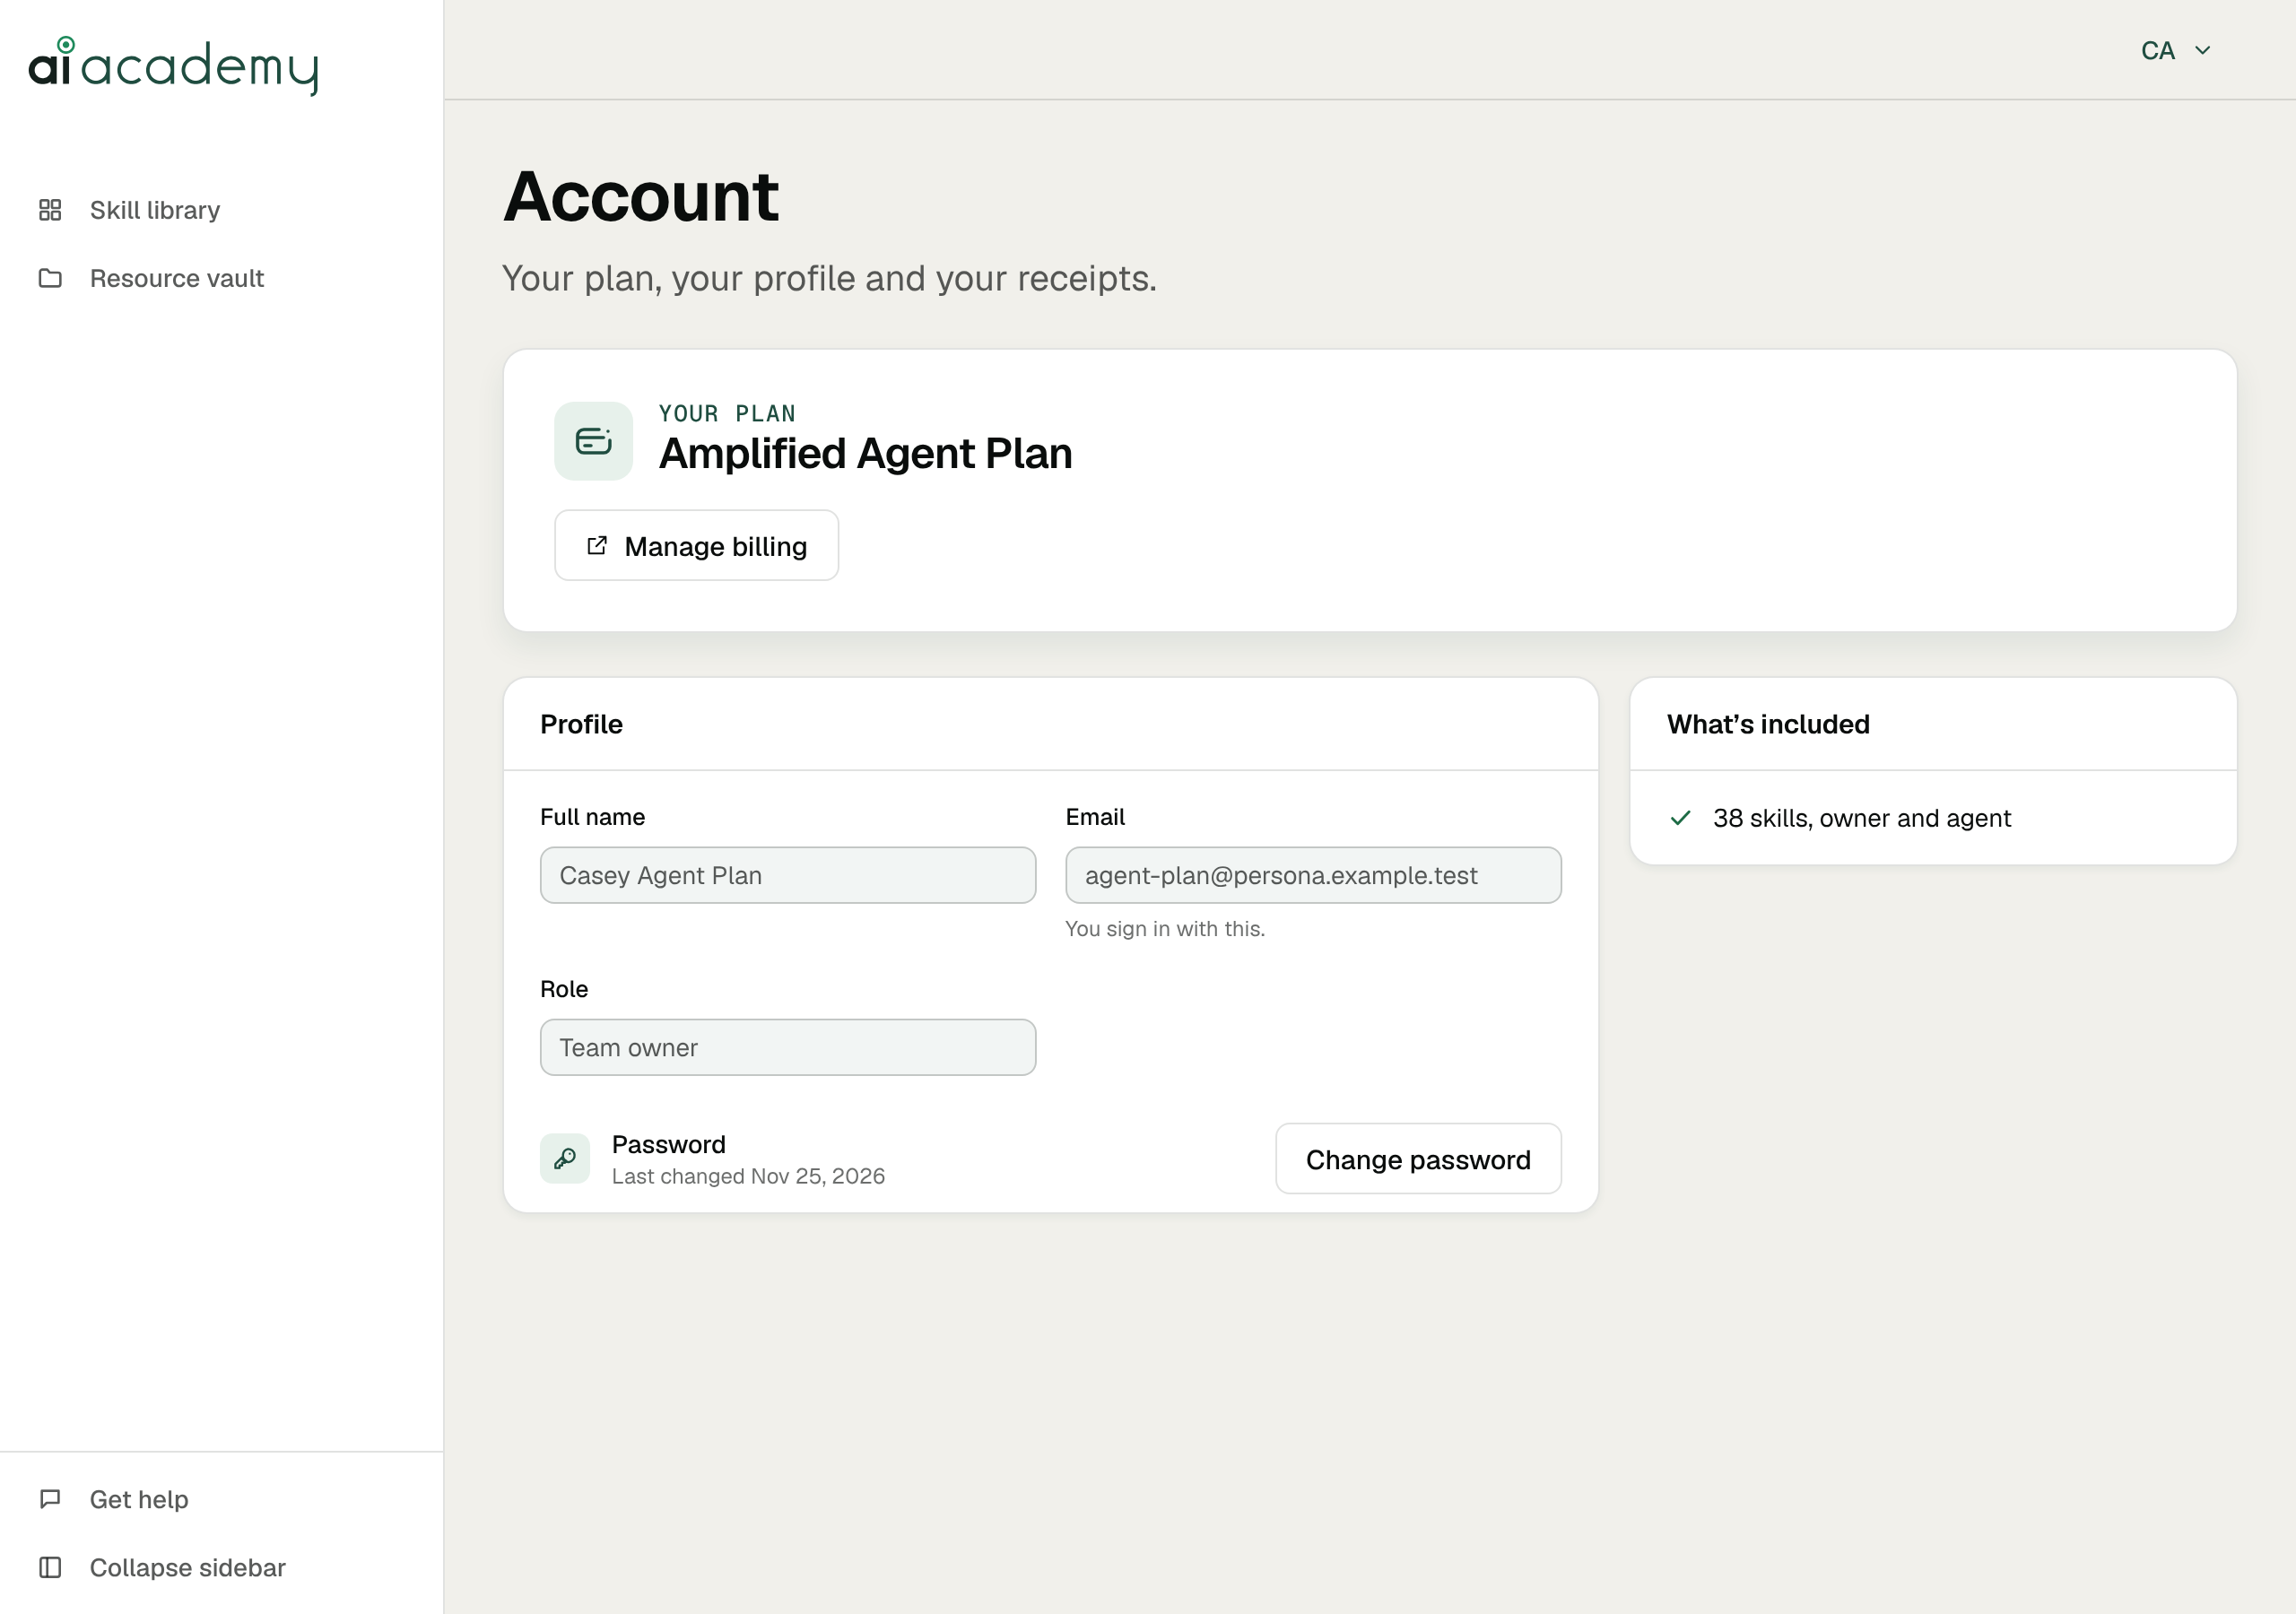 ai academy
CA
Skill library
Resource vault
Account
Your plan, your profile and your receipts.
YOUR PLAN
Amplified Agent Plan
Manage billing
Profile
Full name
Casey Agent Plan
Email
agent-plan@persona.example.test
You sign in with this.
Role
Team owner
Password
Last changed Nov 25, 2026
Change password
What’s included
38 skills, owner and agent
Get help
Collapse sidebar